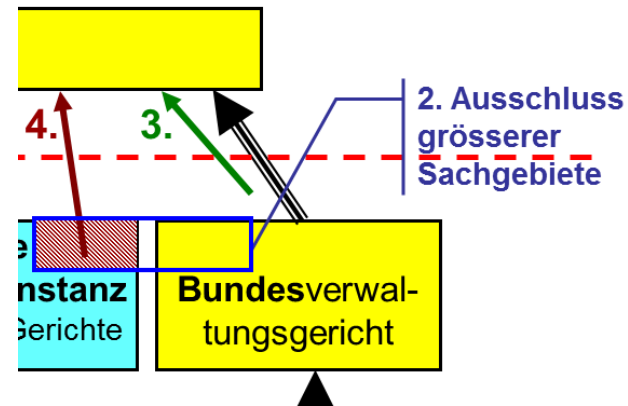 2. Ausschluss
grösserer
Sachgebiete
4.
3.
e
nstanz
Gerichte
Bundesverwal-
tungsgericht